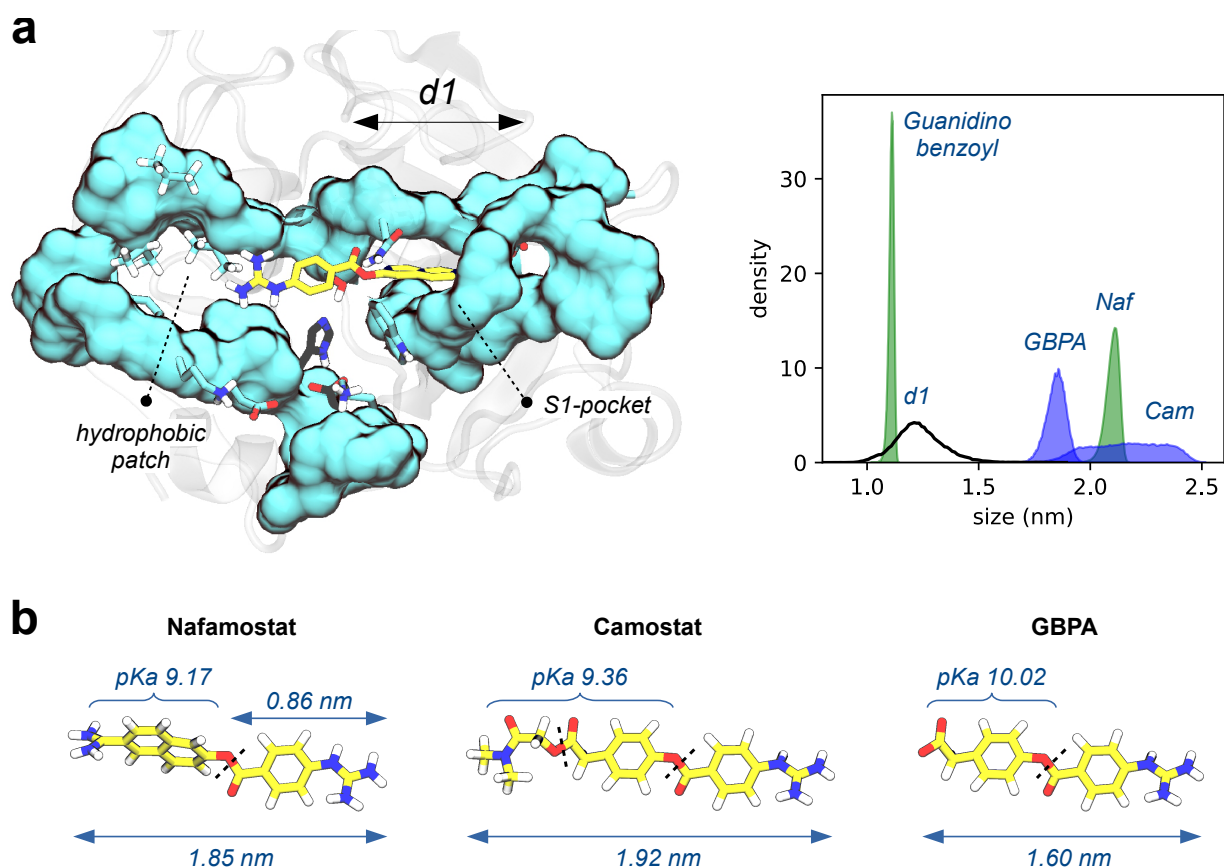 a
d1
hydrophobic
patch
S1-pocket
Guanidino
benzoyl
Naf
GBPA
d1
Cam
density
30
20
10
0
1.0 1.5 2.0 2.5
size (nm)
b
Nafamostat Camostat GBPA
pKa 9.17 pKa 9.36 pKa 10.02
0.86 nm
1.85 nm 1.92 nm 1.60 nm